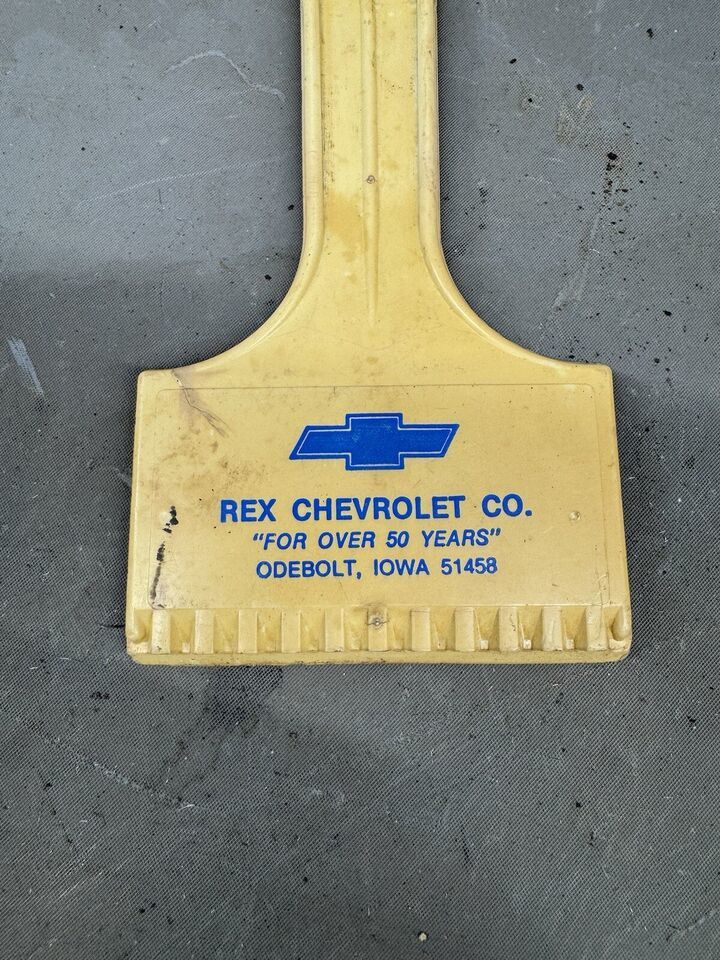 REX CHEVROLET CO.
"FOR OVER 50 YEARS"
ODEBOLT, IOWA 51458